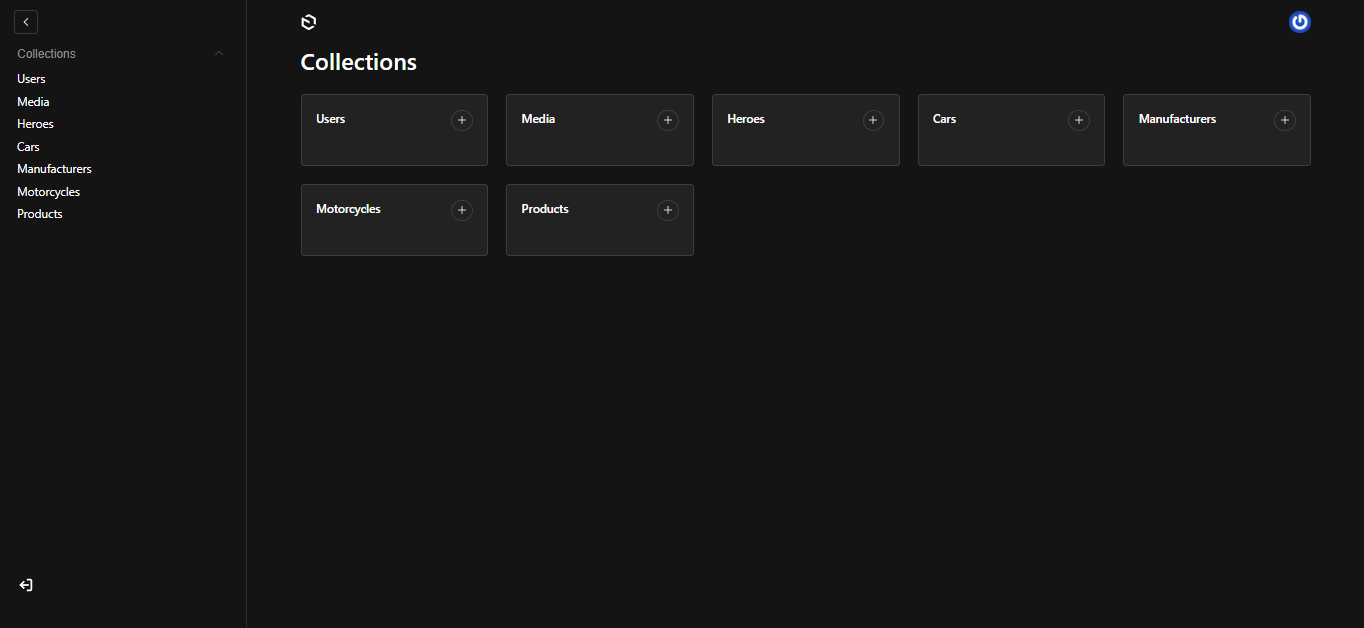 Collections
Users
Media
Heroes
Cars
Manufacturers
Motorcycles
Products
Collections
Users
Media
Heroes
Cars
Manufacturers
Motorcycles
Products